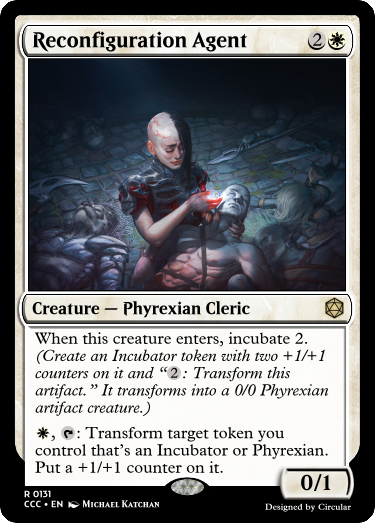 Reconfiguration Agent 2
Creature — Phyrexian Cleric
When this creature enters, incubate 2.
(Create an Incubator token with two +1/+1
counters on it and “2: Transform this
artifact.” It transforms into a 0/0 Phyrexian
artifact creature.)
, : Transform target token you
control that's an Incubator or Phyrexian.
Put a +1/+1 counter on it.
0/1
R 0131
CCC • EN Michael Katchan
Designed by Circular